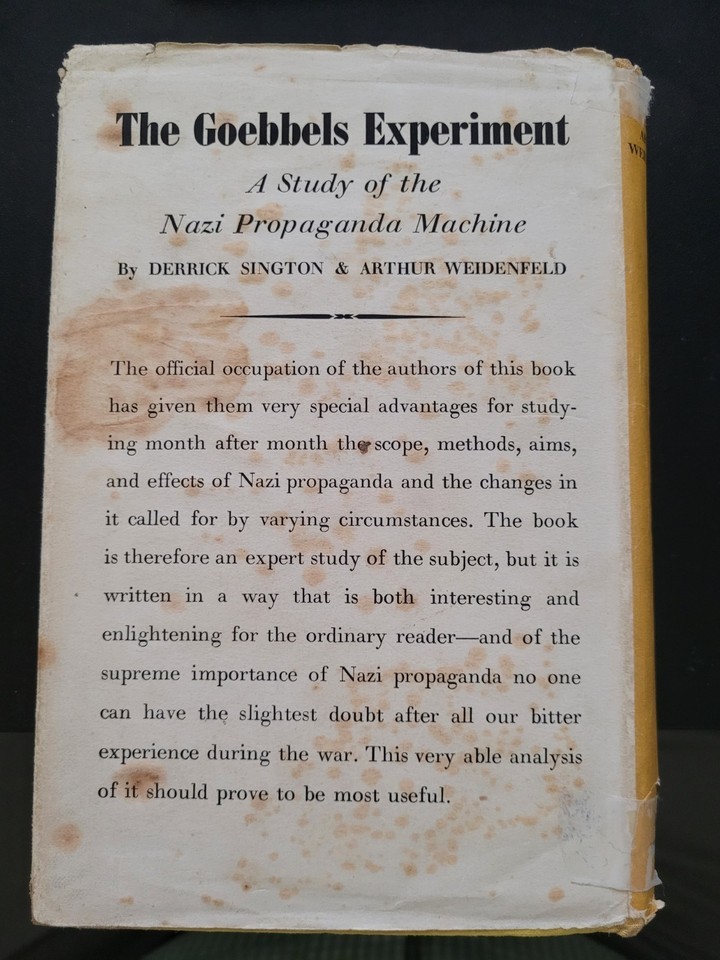 The Goebbels Experiment
A Study of the
Nazi Propaganda Machine
By DERRICK SINGTON & ARTHUR WEIDENFELD
The official occupation of the authors of this book
has given them very special advantages for study-
ing month after month the scope, methods, aims,
and effects of Nazi propaganda and the changes in
it called for by varying circumstances. The book
is therefore an expert study of the subject, but it is
written in a way that is both interesting and
enlightening for the ordinary reader—and of the
supreme importance of Nazi propaganda no one
can have the slightest doubt after all our bitter
experience during the war. This very able analysis
of it should prove to be most useful.